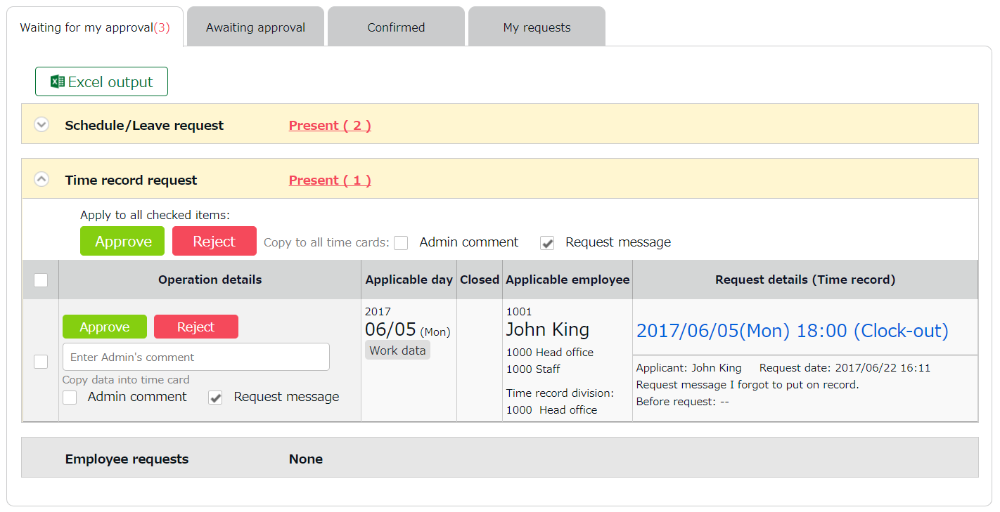 Waiting for my approval(3)
Awaiting approval
Confirmed
My requests
Excel output
Schedule/Leave request
Present ( 2 )
Time record request
Present ( 1 )
Apply to all checked items:
Approve
Reject
Copy to all time cards:
Admin comment
Request message
Operation details
Applicable day
Closed
Applicable employee
Request details (Time record)
Approve
Reject
Enter Admin's comment
Copy data into time card
Admin comment
Request message
2017
06/05 (Mon)
Work data
1001
John King
1000 Head office
1000 Staff
Time record division:
1000 Head office
2017/06/05(Mon) 18:00 (Clock-out)
Applicant: John King Request date: 2017/06/22 16:11
Request message I forgot to put on record.
Before request: --
Employee requests
None